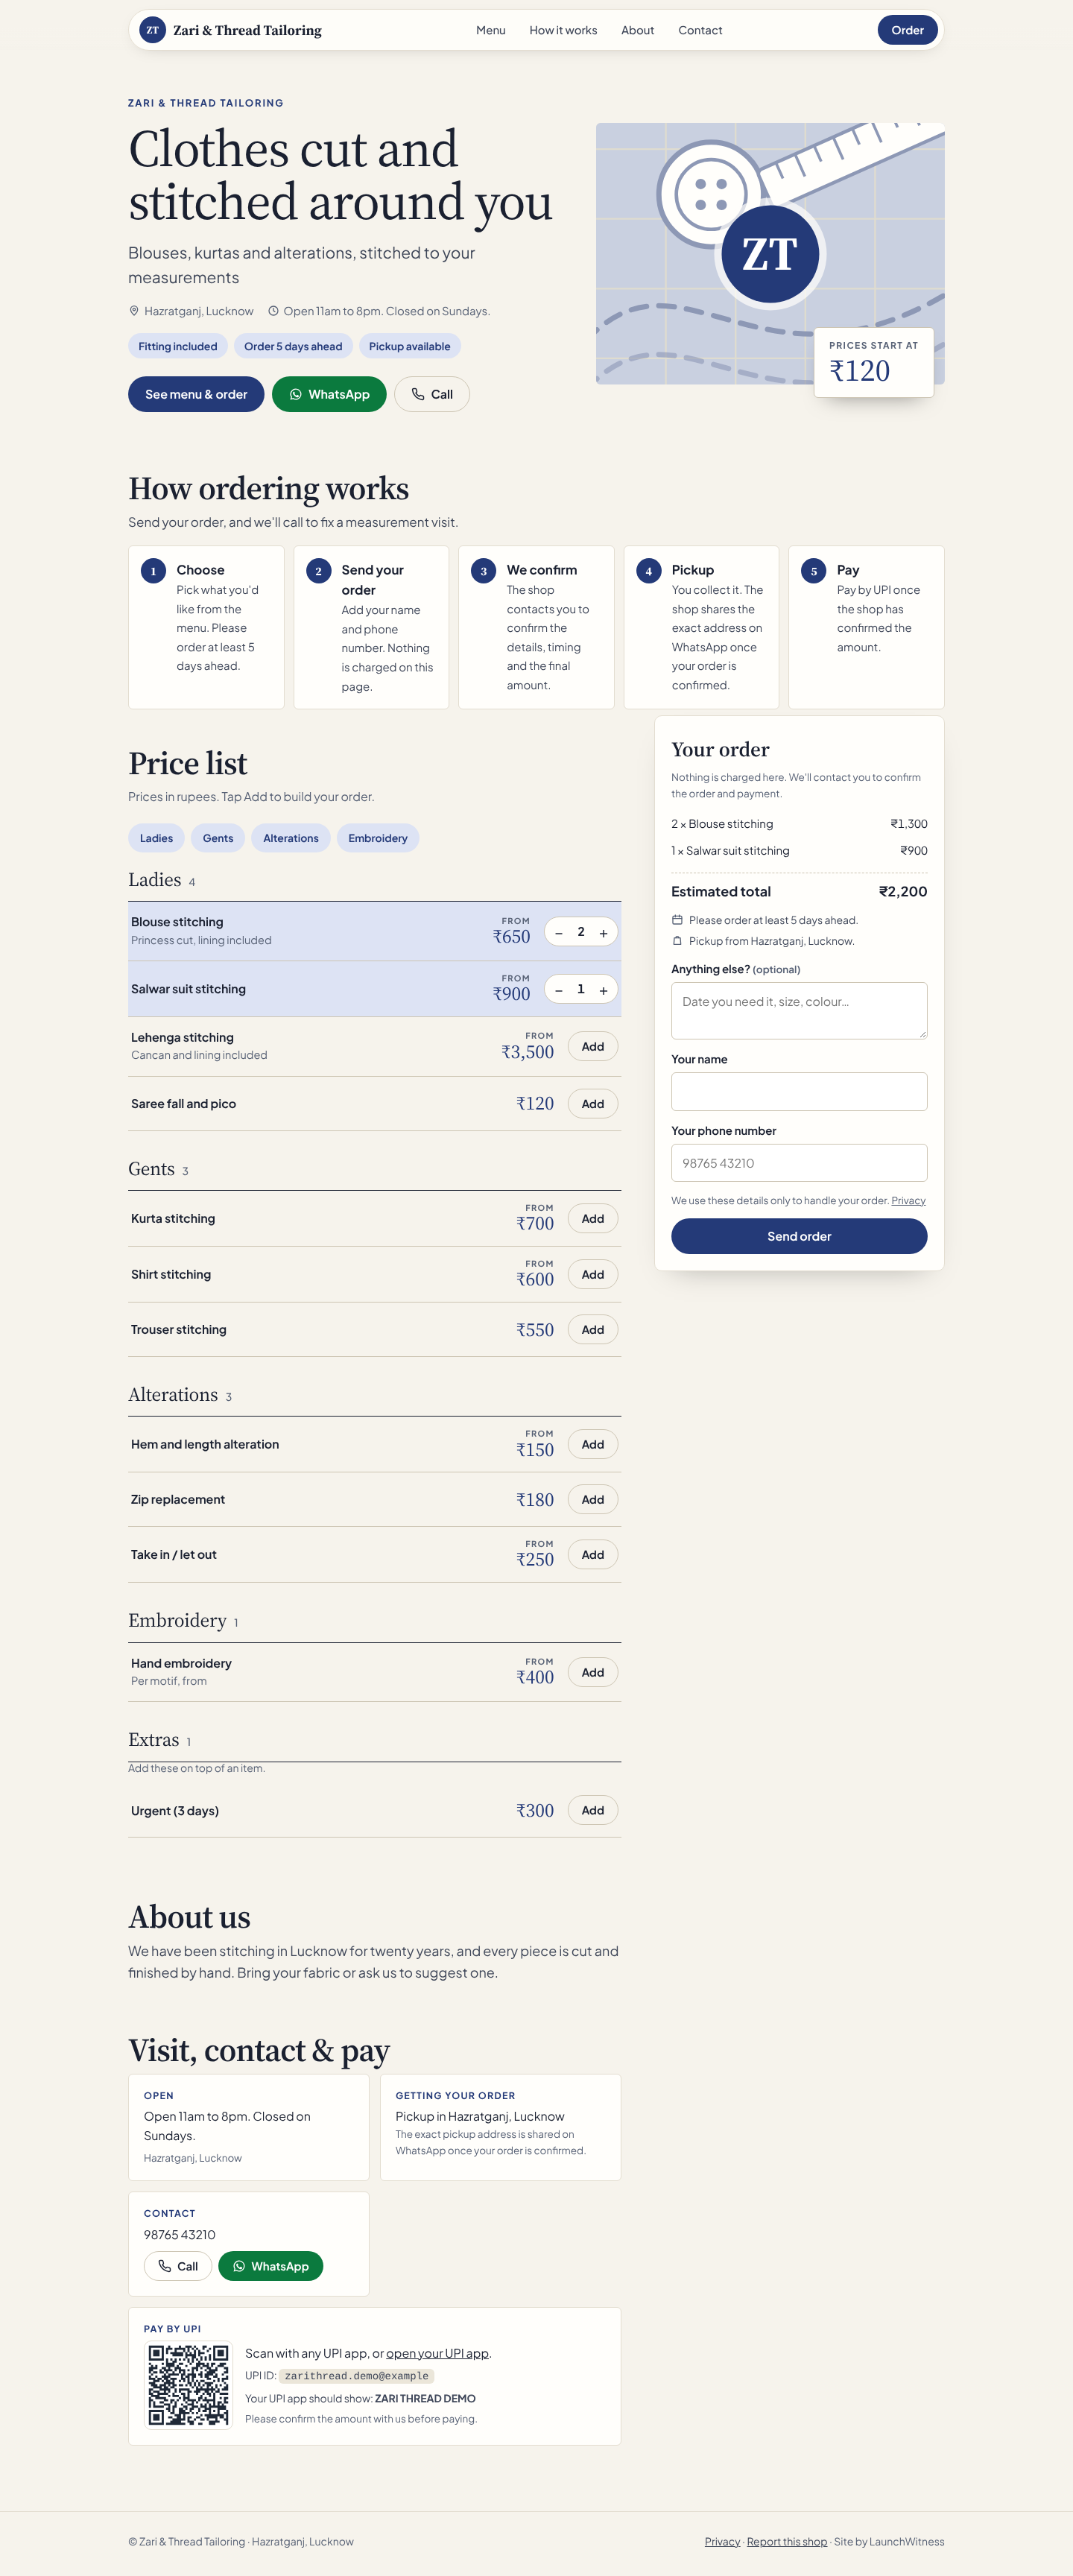 ZT Zari & Thread Tailoring Menu How it works About Contact Order
ZARI & THREAD TAILORING
Clothes cut and
stitched around you
Blouses, kurtas and alterations, stitched to your
measurements
Hazratganj, Lucknow Open 11am to 8pm. Closed on Sundays.
Fitting included Order 5 days ahead Pickup available
See menu & order WhatsApp Call
ZT
PRICES START AT
₹120
How ordering works
Send your order, and we'll call to fix a measurement visit.
1 Choose
Pick what you'd
like from the
menu. Please
order at least 5
days ahead.
2 Send your
order
Add your name
and phone
number. Nothing
is charged on this
page.
3 We confirm
The shop
contacts you to
confirm the
details, timing
and the final
amount.
4 Pickup
You collect it. The
shop shares the
exact address on
WhatsApp once
your order is
confirmed.
5 Pay
Pay by UPI once
the shop has
confirmed the
amount.
Price list
Prices in rupees. Tap Add to build your order.
Ladies Gents Alterations Embroidery
Ladies 4
Blouse stitching
Princess cut, lining included
FROM
₹650 − 2 +
Salwar suit stitching
FROM
₹900 − 1 +
Lehenga stitching
Cancan and lining included
FROM
₹3,500 Add
Saree fall and pico ₹120 Add
Gents 3
Kurta stitching
FROM
₹700 Add
Shirt stitching
FROM
₹600 Add
Trouser stitching ₹550 Add
Alterations 3
Hem and length alteration
FROM
₹150 Add
Zip replacement ₹180 Add
Take in / let out
FROM
₹250 Add
Embroidery 1
Hand embroidery
Per motif, from
FROM
₹400 Add
Extras 1
Add these on top of an item.
Urgent (3 days) ₹300 Add
Your order
Nothing is charged here. We'll contact you to confirm
the order and payment.
2 × Blouse stitching ₹1,300
1 × Salwar suit stitching ₹900
Estimated total ₹2,200
Please order at least 5 days ahead.
Pickup from Hazratganj, Lucknow.
Anything else? (optional)
Date you need it, size, colour…
Your name
Your phone number
98765 43210
We use these details only to handle your order. Privacy
Send order
About us
We have been stitching in Lucknow for twenty years, and every piece is cut and
finished by hand. Bring your fabric or ask us to suggest one.
Visit, contact & pay
OPEN
Open 11am to 8pm. Closed on
Sundays.
Hazratganj, Lucknow
GETTING YOUR ORDER
Pickup in Hazratganj, Lucknow
The exact pickup address is shared on
WhatsApp once your order is confirmed.
CONTACT
98765 43210
Call WhatsApp
PAY BY UPI
Scan with any UPI app, or open your UPI app.
UPI ID: zarithread.demo@example
Your UPI app should show: ZARI THREAD DEMO
Please confirm the amount with us before paying.
© Zari & Thread Tailoring · Hazratganj, Lucknow
Privacy · Report this shop · Site by LaunchWitness